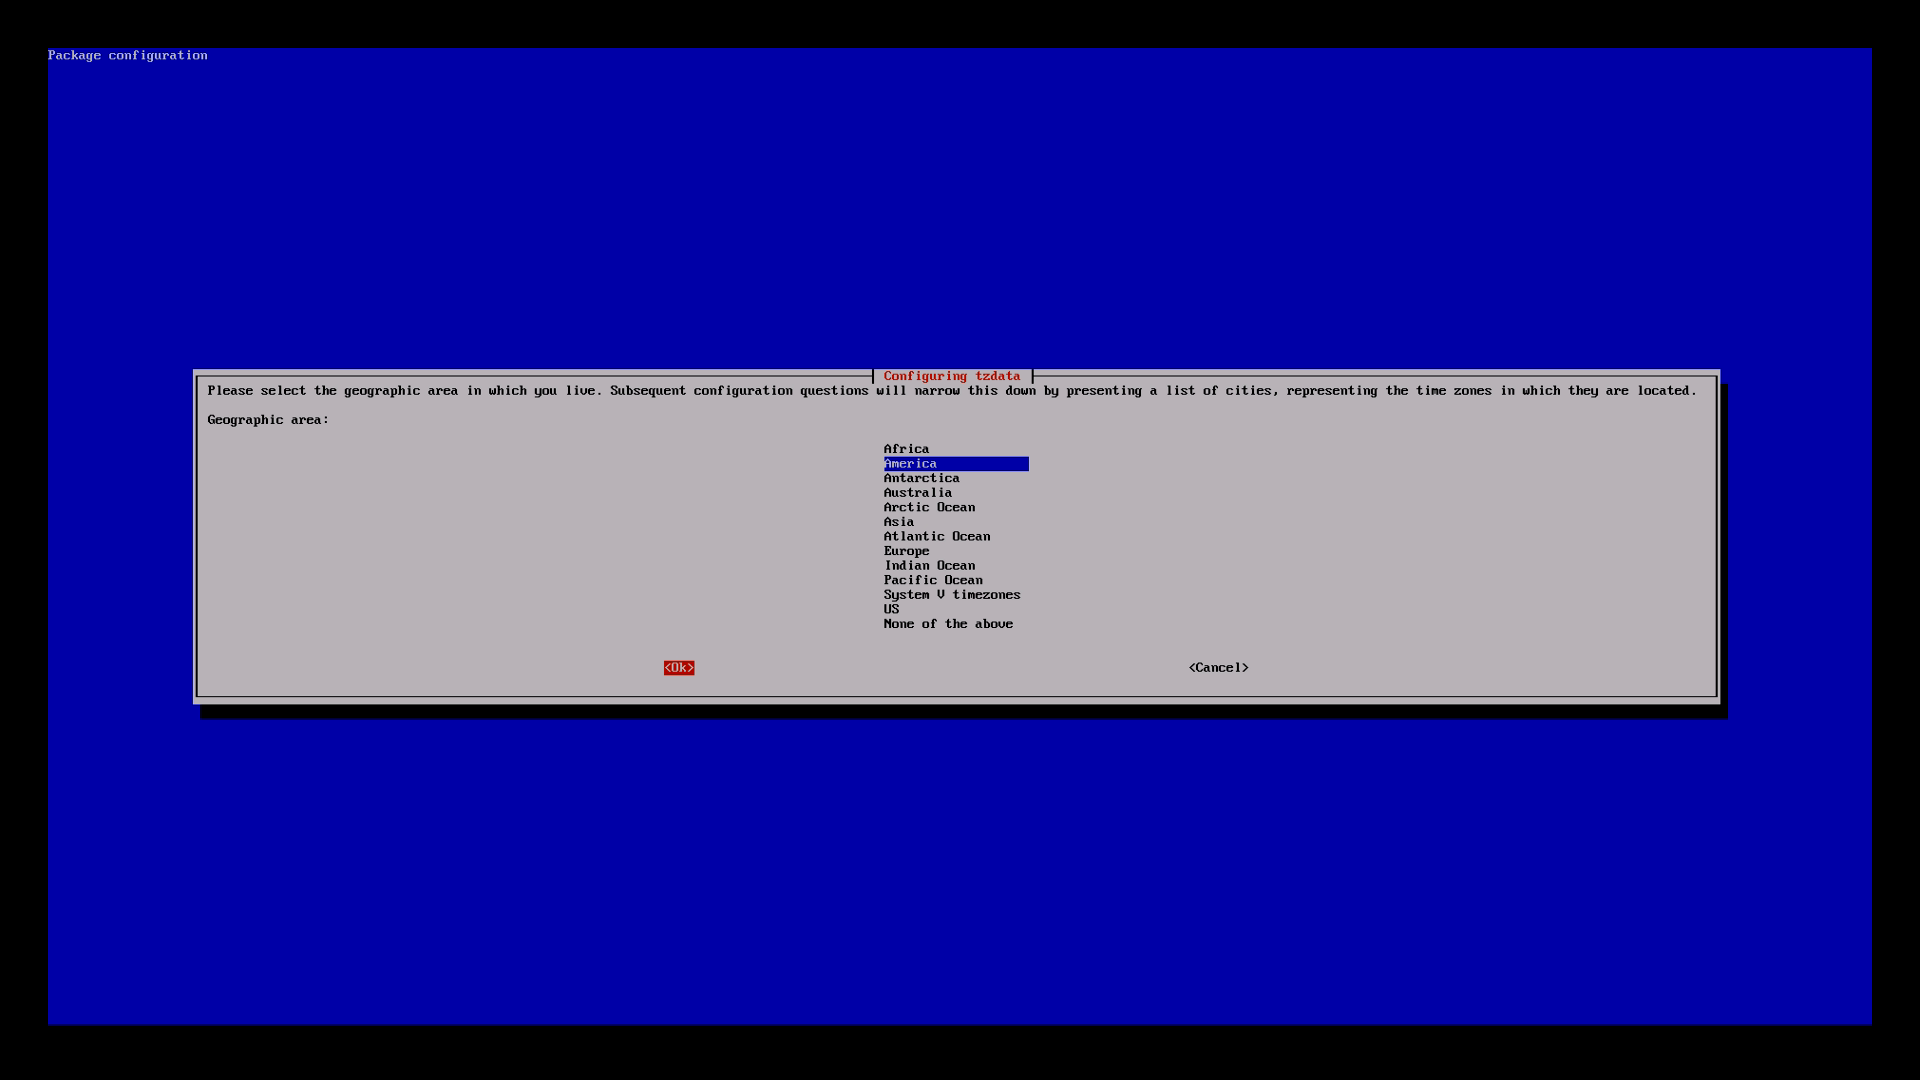 Package configuration
Configuring tzdata
Please select the geographic area in which you live. Subsequent configuration questions will narrow this down by presenting a list of cities, representing the time zones in which they are located.
Geographic area:
Africa
America
Antarctica
Australia
Arctic Ocean
Asia
Atlantic Ocean
Europe
Indian Ocean
Pacific Ocean
System V timezones
US
None of the above
<Ok> <Cancel>